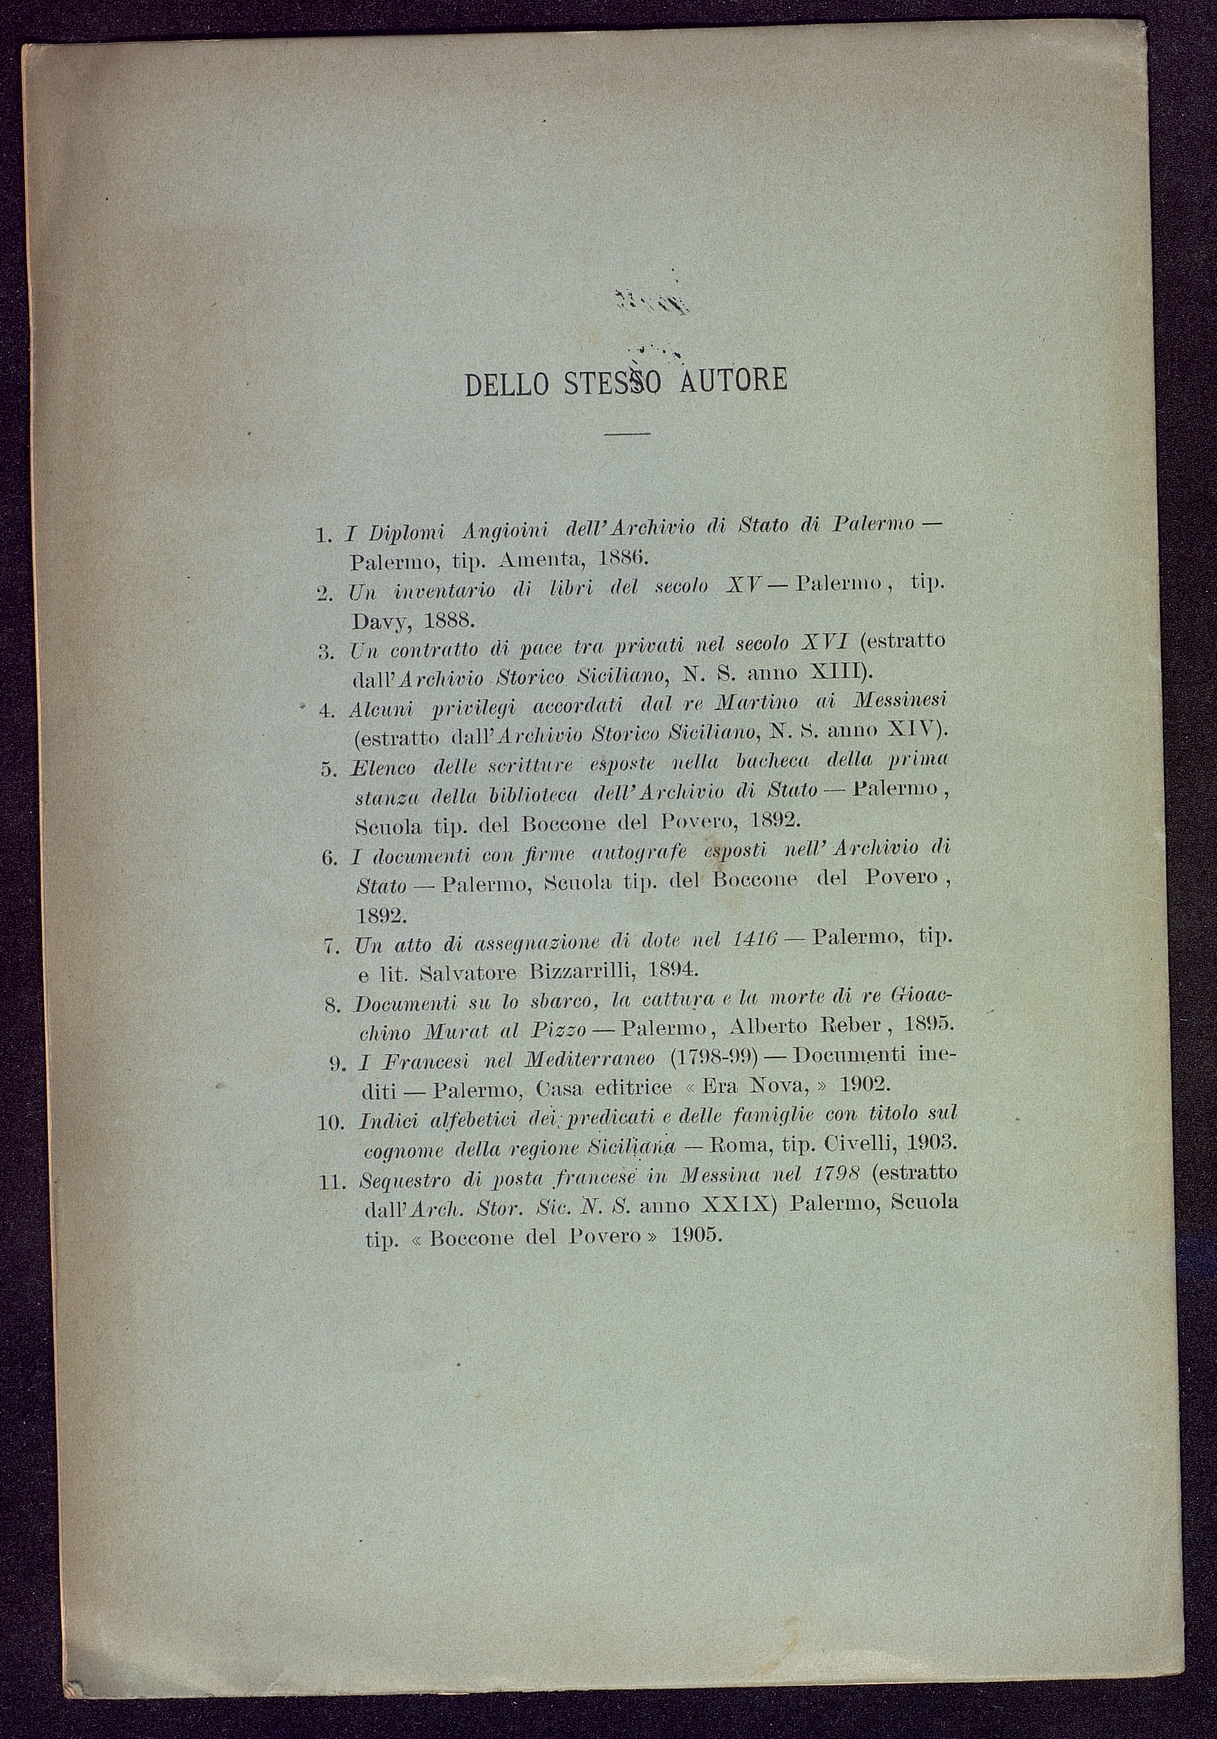 DELLO STESSO AUTORE
1. I Diplomi Angioini dell'Archivio di Stato di Palermo —
Palermo, tip. Amenta, 1886.
2. Un inventario di libri del secolo XV — Palermo, tip.
Davy, 1888.
3. Un contratto di pace tra privati nel secolo XVI (estratto
dall'Archivio Storico Siciliano, N. S. anno XIII).
4. Alcuni privilegi accordati dal re Martino ai Messinesi
(estratto dall'Archivio Storico Siciliano, N. S. anno XIV).
5. Elenco delle scritture esposte nella bacheca della prima
stanza della biblioteca dell'Archivio di Stato — Palermo,
Scuola tip. del Boccone del Povero, 1892.
6. I documenti con firme autografe esposti nell' Archivio di
Stato — Palermo, Scuola tip. del Boccone del Povero,
1892.
7. Un atto di assegnazione di dote nel 1416 — Palermo, tip.
e lit. Salvatore Bizzarrilli, 1894.
8. Documenti su lo sbarco, la cattura e la morte di re Gioac-
chino Murat al Pizzo — Palermo, Alberto Reber, 1895.
9. I Francesi nel Mediterraneo (1798-99) — Documenti ine-
diti — Palermo, Casa editrice « Era Nova, » 1902.
10. Indici alfebetici dei predicati e delle famiglie con titolo sul
cognome della regione Siciliana — Roma, tip. Civelli, 1903.
11. Sequestro di posta francese in Messina nel 1798 (estratto
dall'Arch. Stor. Sic. N. S. anno XXIX) Palermo, Scuola
tip. « Boccone del Povero » 1905.